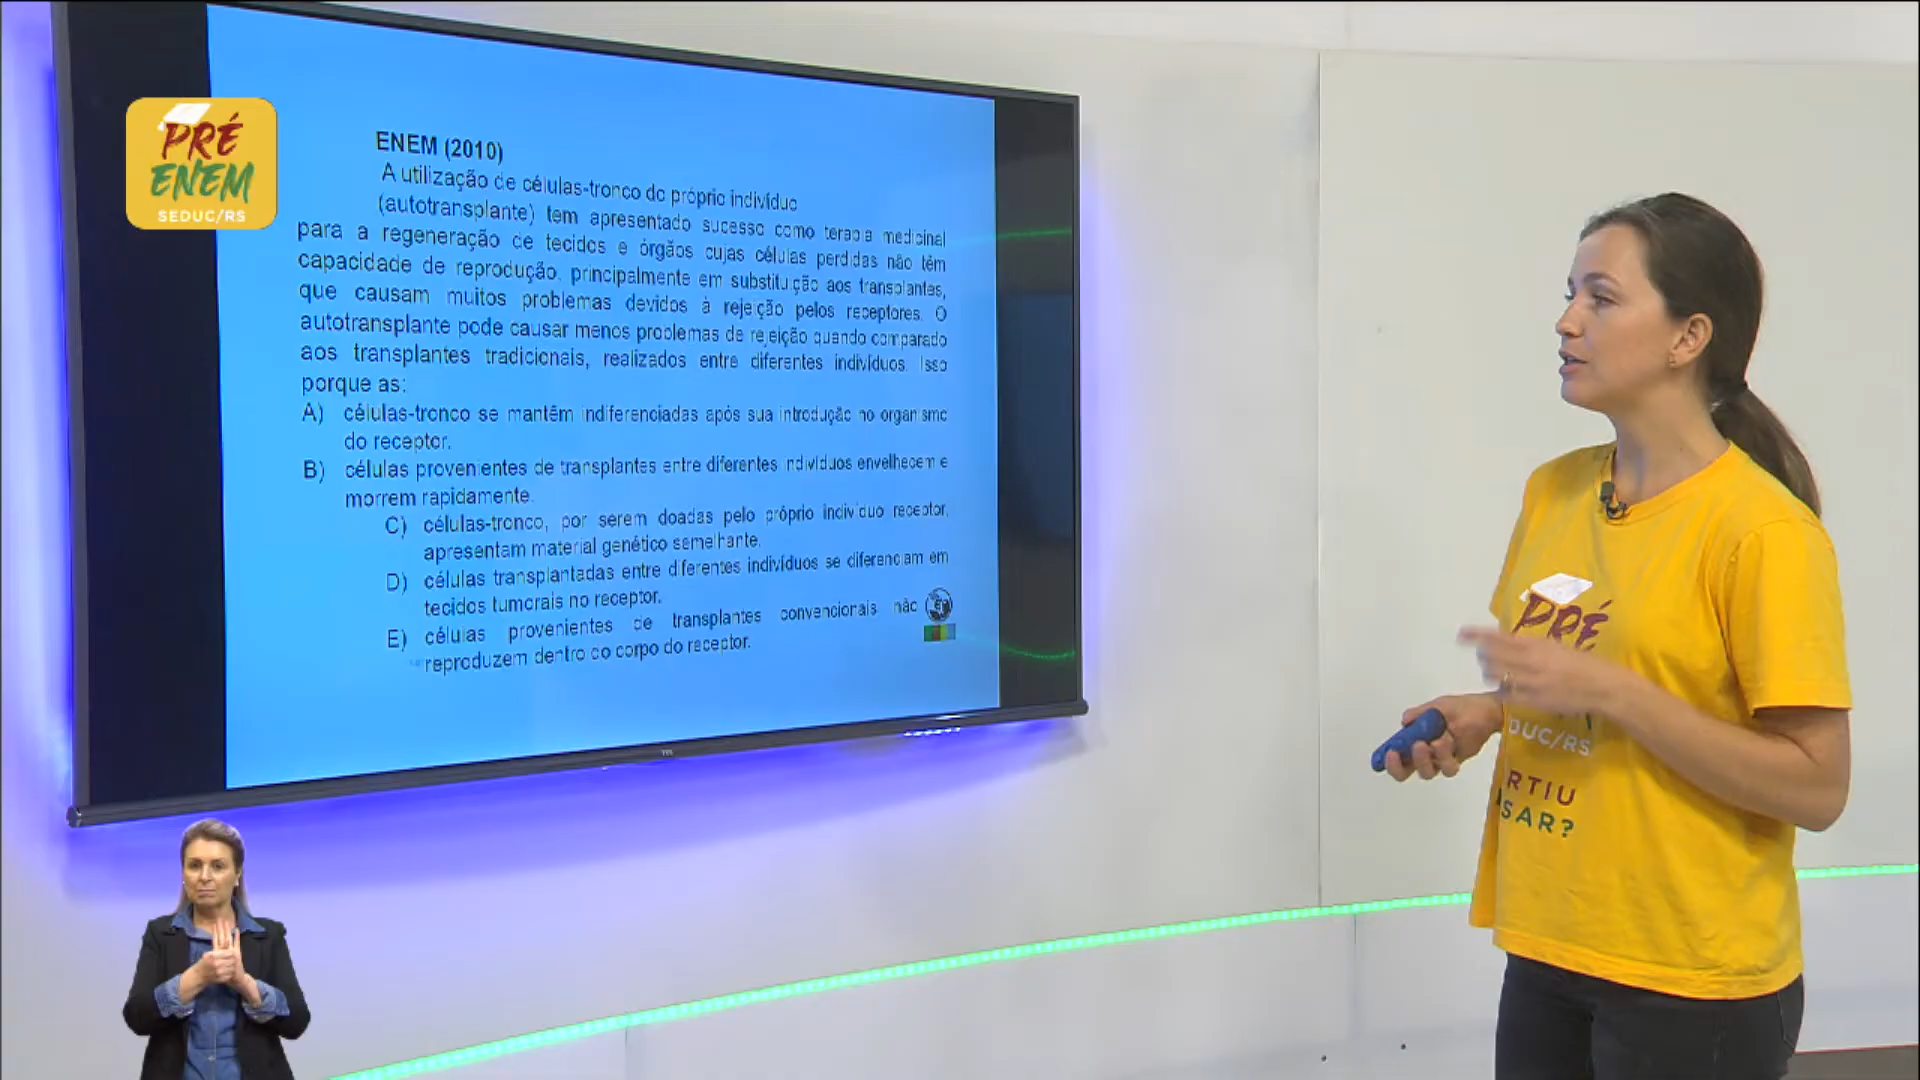 PRÉ
ENEM
SEDUC/RS
ENEM (2010)
A utilização de células-tronco do próprio indivíduo
(autotransplante) tem apresentado sucesso como terapia medicinal
para a regeneração de tecidos e órgãos cujas células perdidas não têm
capacidade de reprodução, principalmente em substituição aos transplantes,
que causam muitos problemas devidos à rejeição pelos receptores. O
autotransplante pode causar menos problemas de rejeição quando comparado
aos transplantes tradicionais, realizados entre diferentes indivíduos. Isso
porque as:
A) células-tronco se mantêm indiferenciadas após sua introdução no organismo
do receptor.
B) células provenientes de transplantes entre diferentes indivíduos envelhecem e
morrem rapidamente.
C) células-tronco, por serem doadas pelo próprio indivíduo receptor,
apresentam material genético semelhante.
D) células transplantadas entre diferentes indivíduos se diferenciam em
tecidos tumorais no receptor.
E) células provenientes de transplantes convencionais não
reproduzem dentro do corpo do receptor.
TCL
PRÉ
DUC/RS
RTIU
SAR?